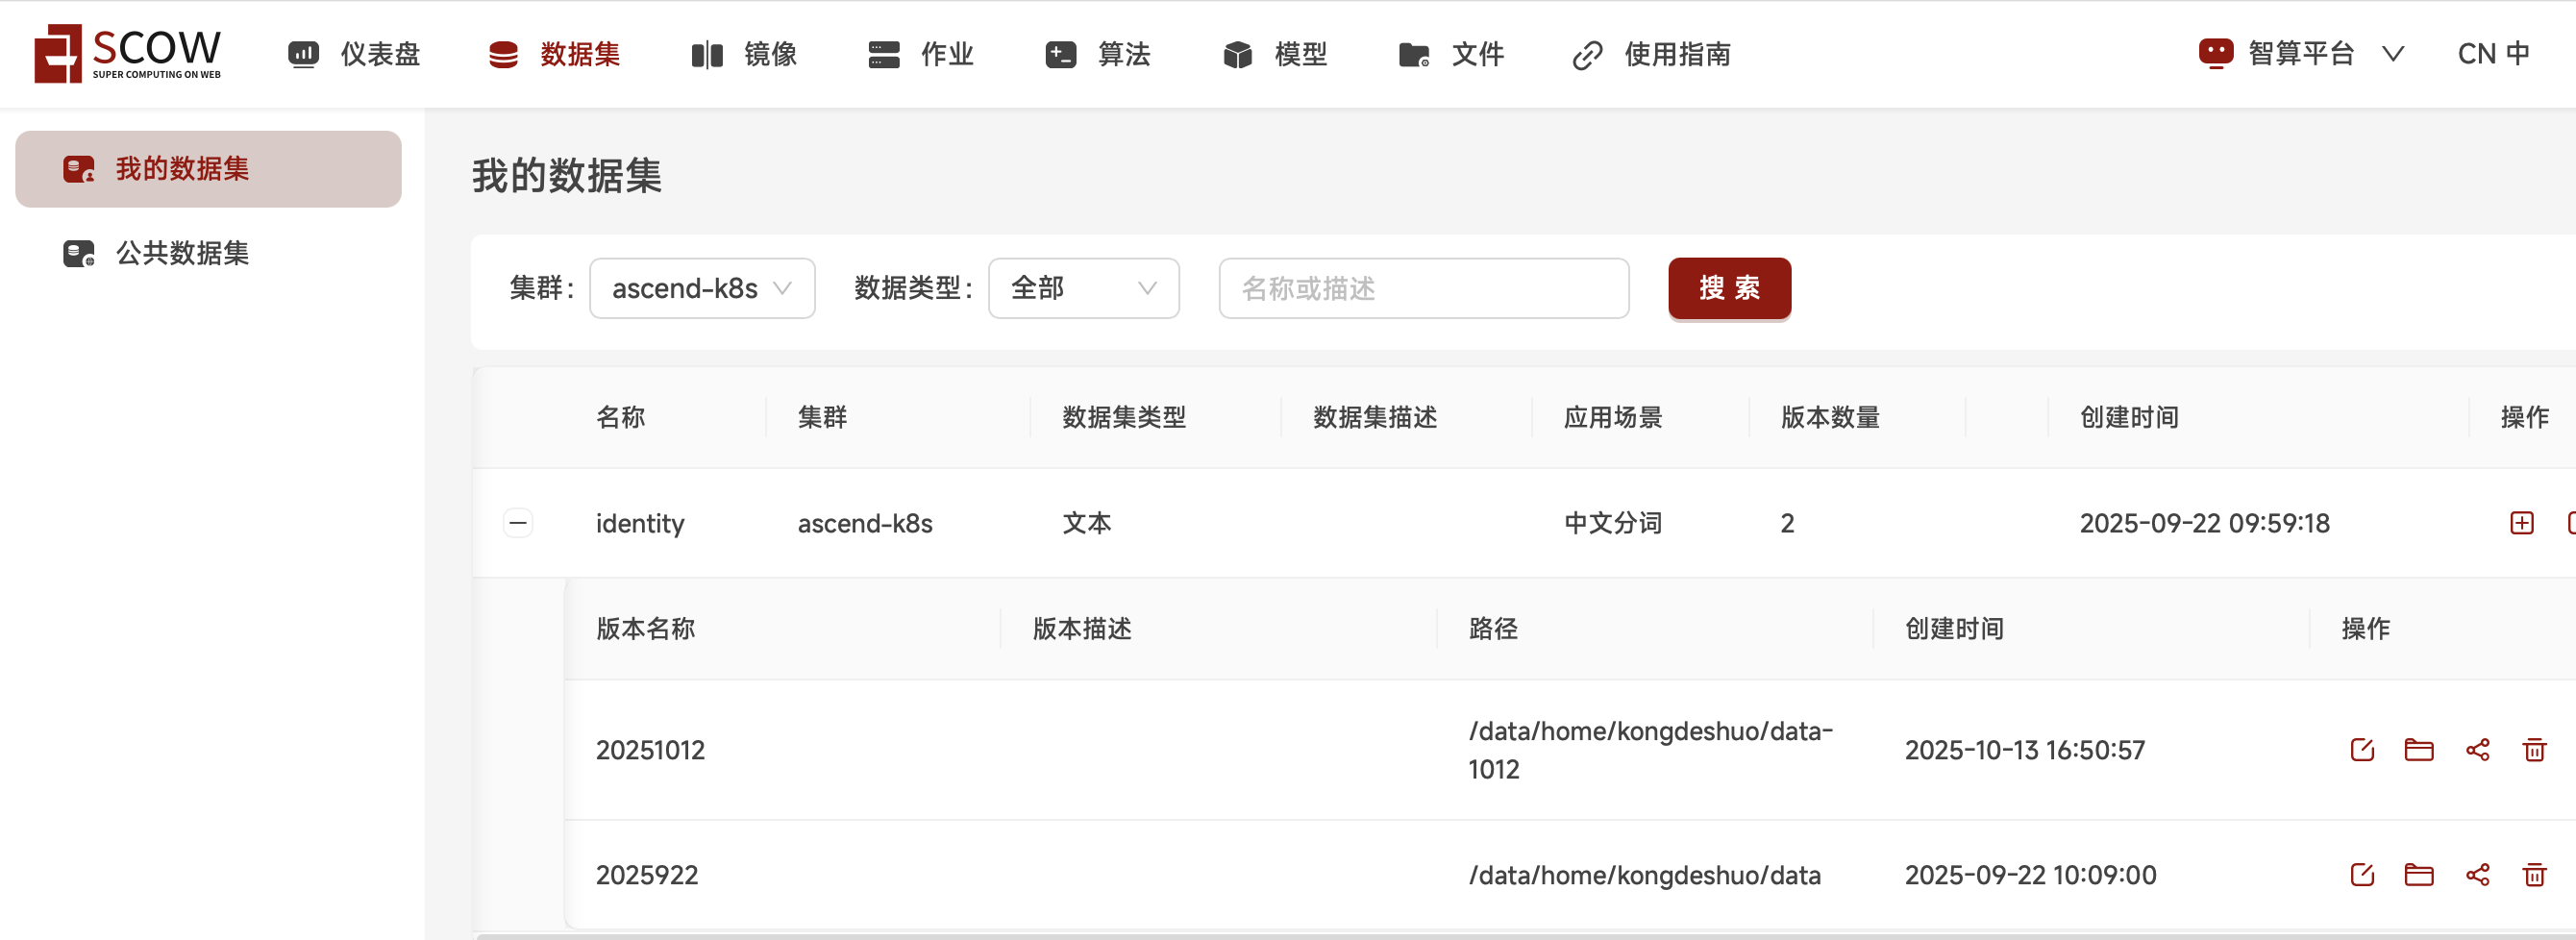 SCOW
SUPER COMPUTING ON WEB
仪表盘 数据集 镜像 作业 算法 模型 文件 使用指南 智算平台 CN 中
我的数据集
公共数据集
我的数据集
集群: ascend-k8s 数据类型: 全部 名称或描述 搜 索
名称 集群 数据集类型 数据集描述 应用场景 版本数量 创建时间 操作
identity ascend-k8s 文本 中文分词 2 2025-09-22 09:59:18
版本名称 版本描述 路径 创建时间 操作
20251012 /data/home/kongdeshuo/data-
1012 2025-10-13 16:50:57
2025922 /data/home/kongdeshuo/data 2025-09-22 10:09:00